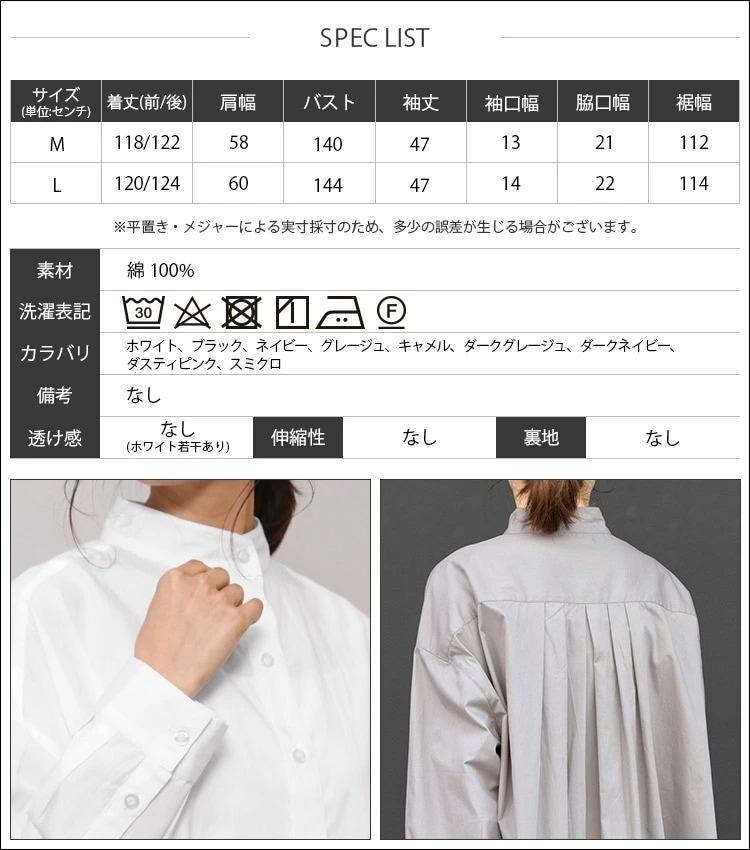 SPEC LIST
サイズ 着丈(前/後) 肩幅 バスト 袖丈 袖口幅 脇口幅 裾幅
(単位:センチ)
M 118/122 58 140 47 13 21 112
L 120/124 60 144 47 14 22 114
※平置き・メジャーによる実寸採寸のため、多少の誤差が生じる場合がございます。
素材 綿 100%
洗濯表記 30 F
カラバリ ホワイト、ブラック、ネイビー、グレージュ、キャメル、ダークグレージュ、ダークネイビー、
ダスティピンク、スミクロ
備考 なし
透け感 なし 伸縮性 なし 裏地 なし
(ホワイト若干あり)